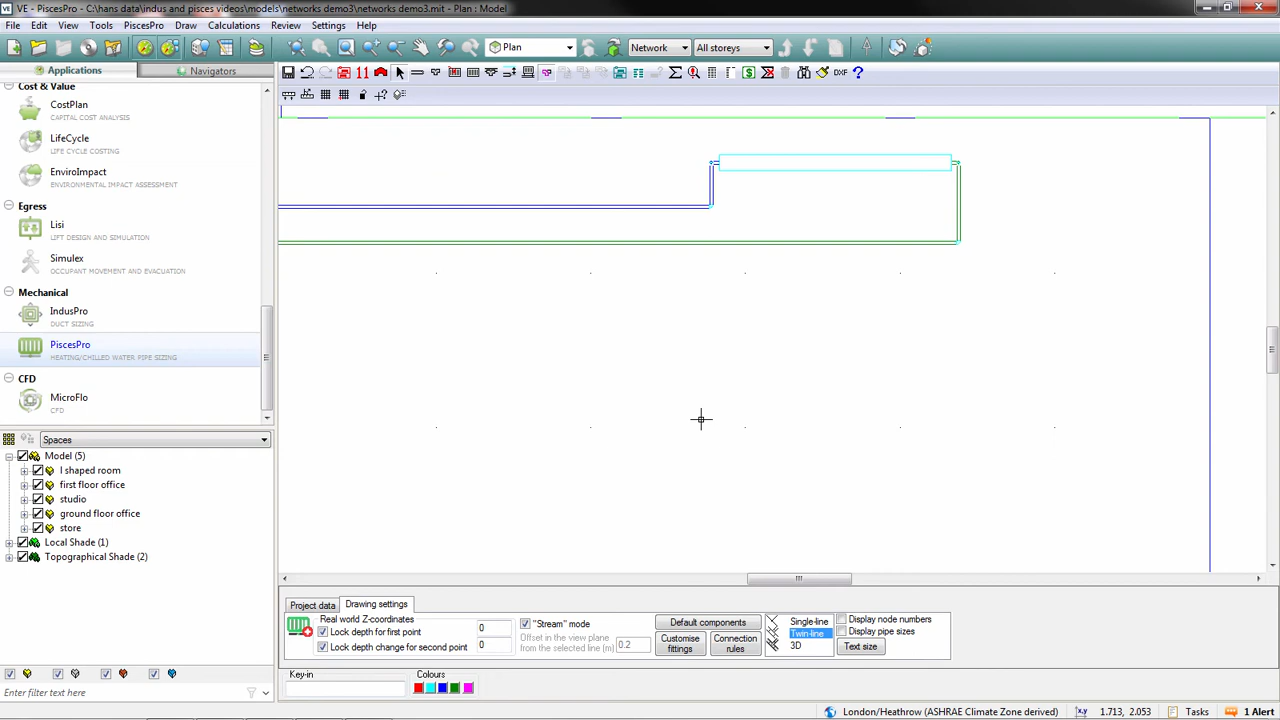 VE - PiscesPro - C:\hans data\indus and pisces videos\models\networks demo3\networks demo3.mit - Plan : Model
File Edit View Tools PiscesPro Draw Calculations Review Settings Help
Plan
Network
All storeys
Applications
Navigators
DXF
Cost & Value
CostPlan
CAPITAL COST ANALYSIS
LifeCycle
LIFE CYCLE COSTING
EnviroImpact
ENVIRONMENTAL IMPACT ASSESSMENT
Egress
Lisi
LIFT DESIGN AND SIMULATION
Simulex
OCCUPANT MOVEMENT AND EVACUATION
Mechanical
IndusPro
DUCT SIZING
PiscesPro
HEATING/CHILLED WATER PIPE SIZING
CFD
MicroFlo
CFD
Spaces
Model (5)
l shaped room
first floor office
studio
ground floor office
store
Local Shade (1)
Topographical Shade (2)
Enter filter text
Project data
Drawing settings
Real world Z-coordinates
Lock depth for first point 0
Lock depth change for second point 0
"Stream" mode
Offset in the view plane
from the selected line (m) 0.2
Default components
Customise
fittings
Connection
rules
Single-line
Twin-line
3D
Display node numbers
Display pipe sizes
Text size
Key-in
Colours
London/Heathrow (ASHRAE Climate Zone derived)
x,y 1.713, 2.053
Tasks
1 Alert